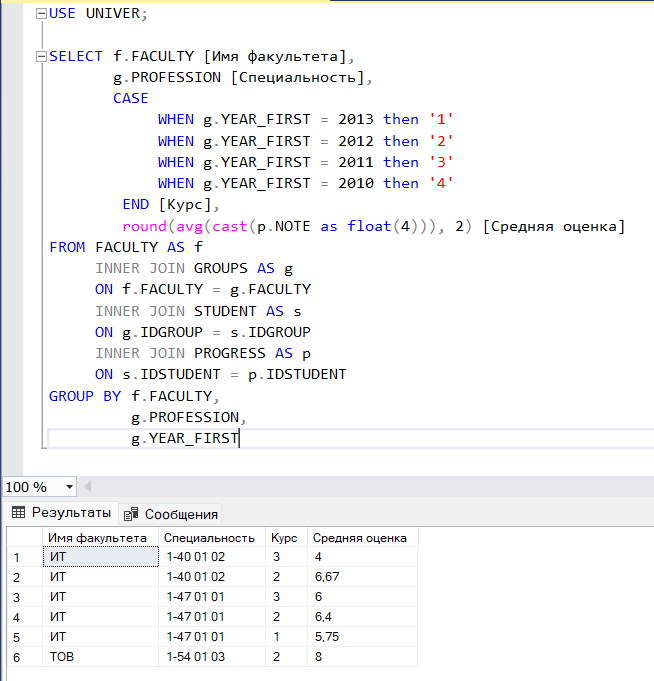 USE UNIVER;
SELECT f.FACULTY [Имя факультета],
g.PROFESSION [Специальность],
CASE
WHEN g.YEAR_FIRST = 2013 then '1'
WHEN g.YEAR_FIRST = 2012 then '2'
WHEN g.YEAR_FIRST = 2011 then '3'
WHEN g.YEAR_FIRST = 2010 then '4'
END [Курс],
round(avg(cast(p.NOTE as float(4))), 2) [Средняя оценка]
FROM FACULTY AS f
INNER JOIN GROUPS AS g
ON f.FACULTY = g.FACULTY
INNER JOIN STUDENT AS s
ON g.IDGROUP = s.IDGROUP
INNER JOIN PROGRESS AS p
ON s.IDSTUDENT = p.IDSTUDENT
GROUP BY f.FACULTY,
g.PROFESSION,
g.YEAR_FIRST
100 %
Результаты Сообщения
Имя факультета Специальность Курс Средняя оценка
1 ИТ 1-40 01 02 3 4
2 ИТ 1-40 01 02 2 6,67
3 ИТ 1-47 01 01 3 6
4 ИТ 1-47 01 01 2 6,4
5 ИТ 1-47 01 01 1 5,75
6 ТОВ 1-54 01 03 2 8